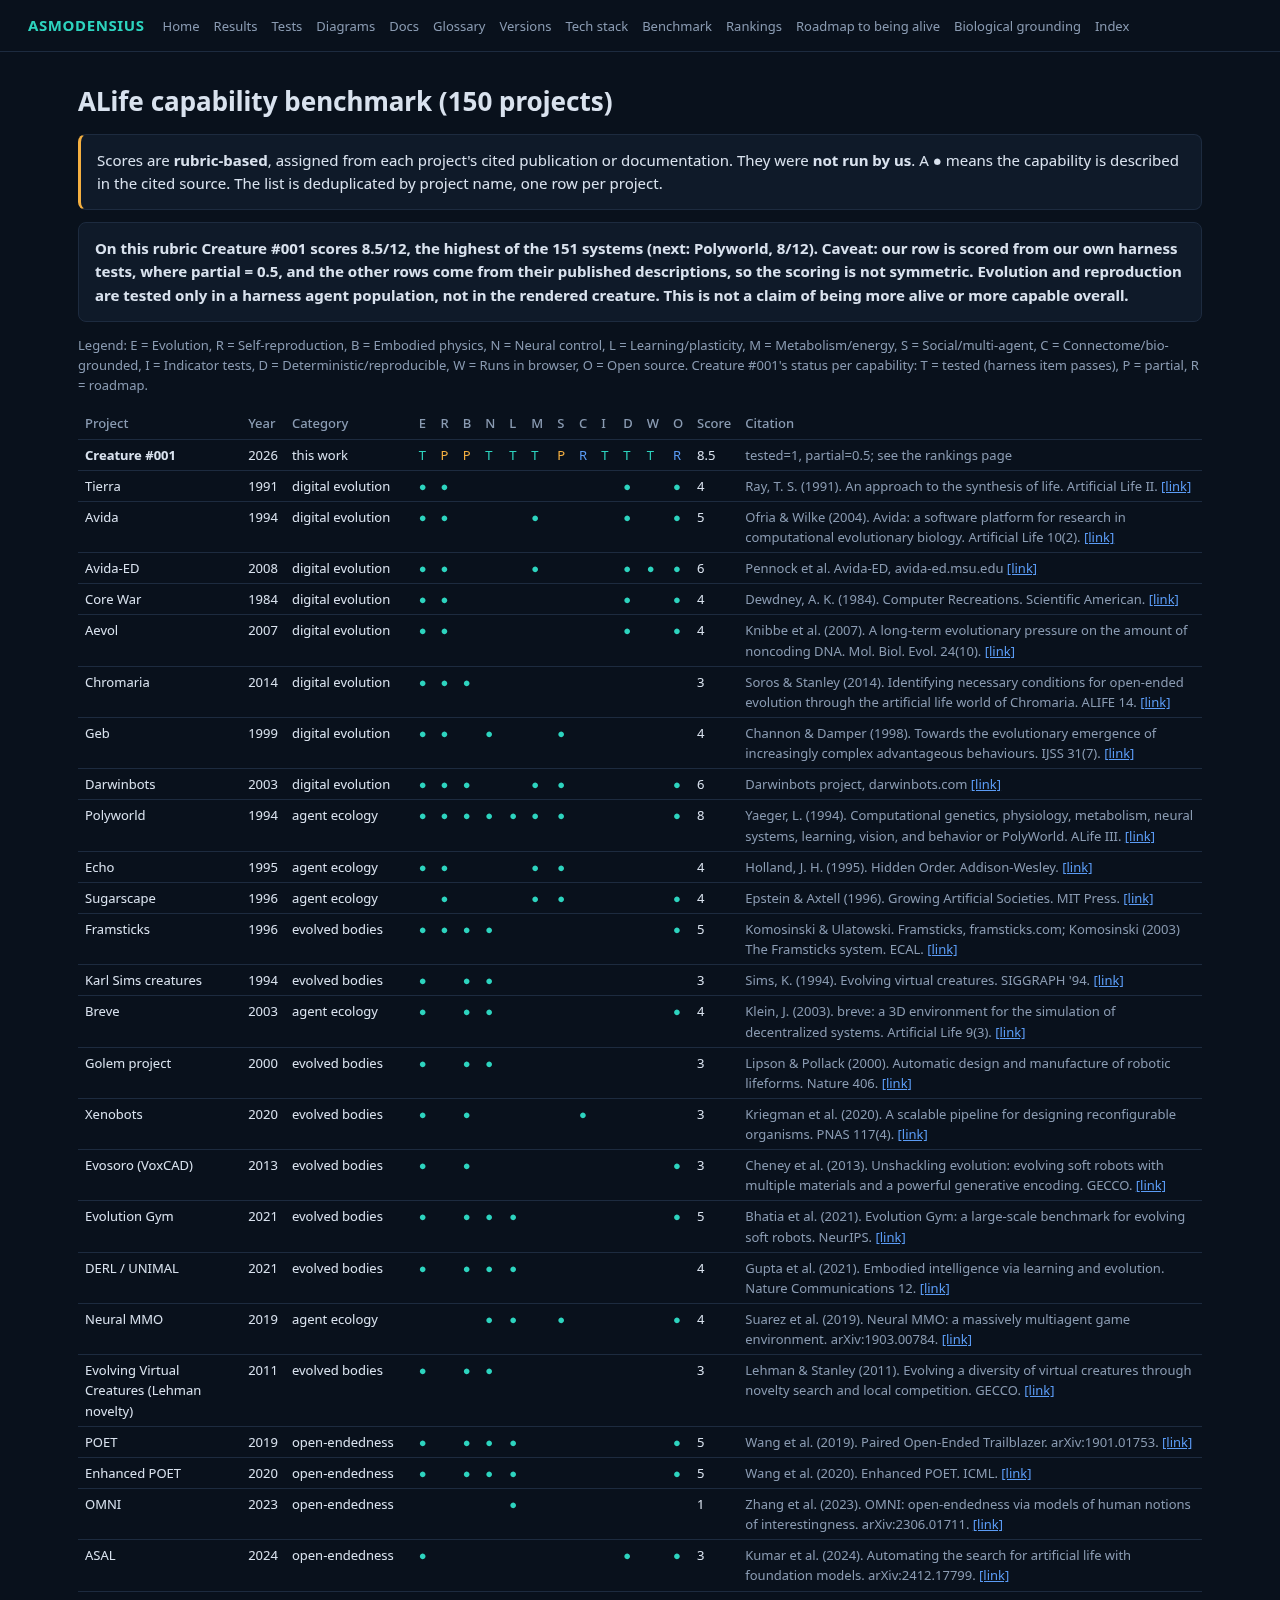 ASMODENSIUS Home Results Tests Diagrams Docs Glossary Versions Tech stack Benchmark Rankings Roadmap to being alive Biological grounding Index
ALife capability benchmark (150 projects)
Scores are rubric-based, assigned from each project's cited publication or documentation. They were not run by us. A ● means the capability is described
in the cited source. The list is deduplicated by project name, one row per project.
On this rubric Creature #001 scores 8.5/12, the highest of the 151 systems (next: Polyworld, 8/12). Caveat: our row is scored from our own harness
tests, where partial = 0.5, and the other rows come from their published descriptions, so the scoring is not symmetric. Evolution and reproduction
are tested only in a harness agent population, not in the rendered creature. This is not a claim of being more alive or more capable overall.
Legend: E = Evolution, R = Self-reproduction, B = Embodied physics, N = Neural control, L = Learning/plasticity, M = Metabolism/energy, S = Social/multi-agent, C = Connectome/bio-
grounded, I = Indicator tests, D = Deterministic/reproducible, W = Runs in browser, O = Open source. Creature #001's status per capability: T = tested (harness item passes), P = partial, R
= roadmap.
Project Year Category E R B N L M S C I D W O Score Citation
Creature #001 2026 this work T P P T T T P R T T T R 8.5 tested=1, partial=0.5; see the rankings page
Tierra 1991 digital evolution ● ● ● ● 4 Ray, T. S. (1991). An approach to the synthesis of life. Artificial Life II. [link]
Avida 1994 digital evolution ● ● ● ● ● 5 Ofria & Wilke (2004). Avida: a software platform for research in
computational evolutionary biology. Artificial Life 10(2). [link]
Avida-ED 2008 digital evolution ● ● ● ● ● ● 6 Pennock et al. Avida-ED, avida-ed.msu.edu [link]
Core War 1984 digital evolution ● ● ● ● 4 Dewdney, A. K. (1984). Computer Recreations. Scientific American. [link]
Aevol 2007 digital evolution ● ● ● ● 4 Knibbe et al. (2007). A long-term evolutionary pressure on the amount of
noncoding DNA. Mol. Biol. Evol. 24(10). [link]
Chromaria 2014 digital evolution ● ● ● 3 Soros & Stanley (2014). Identifying necessary conditions for open-ended
evolution through the artificial life world of Chromaria. ALIFE 14. [link]
Geb 1999 digital evolution ● ● ● ● 4 Channon & Damper (1998). Towards the evolutionary emergence of
increasingly complex advantageous behaviours. IJSS 31(7). [link]
Darwinbots 2003 digital evolution ● ● ● ● ● ● 6 Darwinbots project, darwinbots.com [link]
Polyworld 1994 agent ecology ● ● ● ● ● ● ● ● 8 Yaeger, L. (1994). Computational genetics, physiology, metabolism, neural
systems, learning, vision, and behavior or PolyWorld. ALife III. [link]
Echo 1995 agent ecology ● ● ● ● 4 Holland, J. H. (1995). Hidden Order. Addison-Wesley. [link]
Sugarscape 1996 agent ecology ● ● ● ● 4 Epstein & Axtell (1996). Growing Artificial Societies. MIT Press. [link]
Framsticks 1996 evolved bodies ● ● ● ● ● 5 Komosinski & Ulatowski. Framsticks, framsticks.com; Komosinski (2003)
The Framsticks system. ECAL. [link]
Karl Sims creatures 1994 evolved bodies ● ● ● 3 Sims, K. (1994). Evolving virtual creatures. SIGGRAPH '94. [link]
Breve 2003 agent ecology ● ● ● ● 4 Klein, J. (2003). breve: a 3D environment for the simulation of
decentralized systems. Artificial Life 9(3). [link]
Golem project 2000 evolved bodies ● ● ● 3 Lipson & Pollack (2000). Automatic design and manufacture of robotic
lifeforms. Nature 406. [link]
Xenobots 2020 evolved bodies ● ● ● 3 Kriegman et al. (2020). A scalable pipeline for designing reconfigurable
organisms. PNAS 117(4). [link]
Evosoro (VoxCAD) 2013 evolved bodies ● ● ● 3 Cheney et al. (2013). Unshackling evolution: evolving soft robots with
multiple materials and a powerful generative encoding. GECCO. [link]
Evolution Gym 2021 evolved bodies ● ● ● ● ● 5 Bhatia et al. (2021). Evolution Gym: a large-scale benchmark for evolving
soft robots. NeurIPS. [link]
DERL / UNIMAL 2021 evolved bodies ● ● ● ● 4 Gupta et al. (2021). Embodied intelligence via learning and evolution.
Nature Communications 12. [link]
Neural MMO 2019 agent ecology ● ● ● ● 4 Suarez et al. (2019). Neural MMO: a massively multiagent game
environment. arXiv:1903.00784. [link]
Evolving Virtual 2011 evolved bodies ● ● ● 3 Lehman & Stanley (2011). Evolving a diversity of virtual creatures through
Creatures (Lehman novelty search and local competition. GECCO. [link]
novelty)
POET 2019 open-endedness ● ● ● ● ● 5 Wang et al. (2019). Paired Open-Ended Trailblazer. arXiv:1901.01753. [link]
Enhanced POET 2020 open-endedness ● ● ● ● ● 5 Wang et al. (2020). Enhanced POET. ICML. [link]
OMNI 2023 open-endedness ● 1 Zhang et al. (2023). OMNI: open-endedness via models of human notions
of interestingness. arXiv:2306.01711. [link]
ASAL 2024 open-endedness ● ● ● 3 Kumar et al. (2024). Automating the search for artificial life with
foundation models. arXiv:2412.17799. [link]